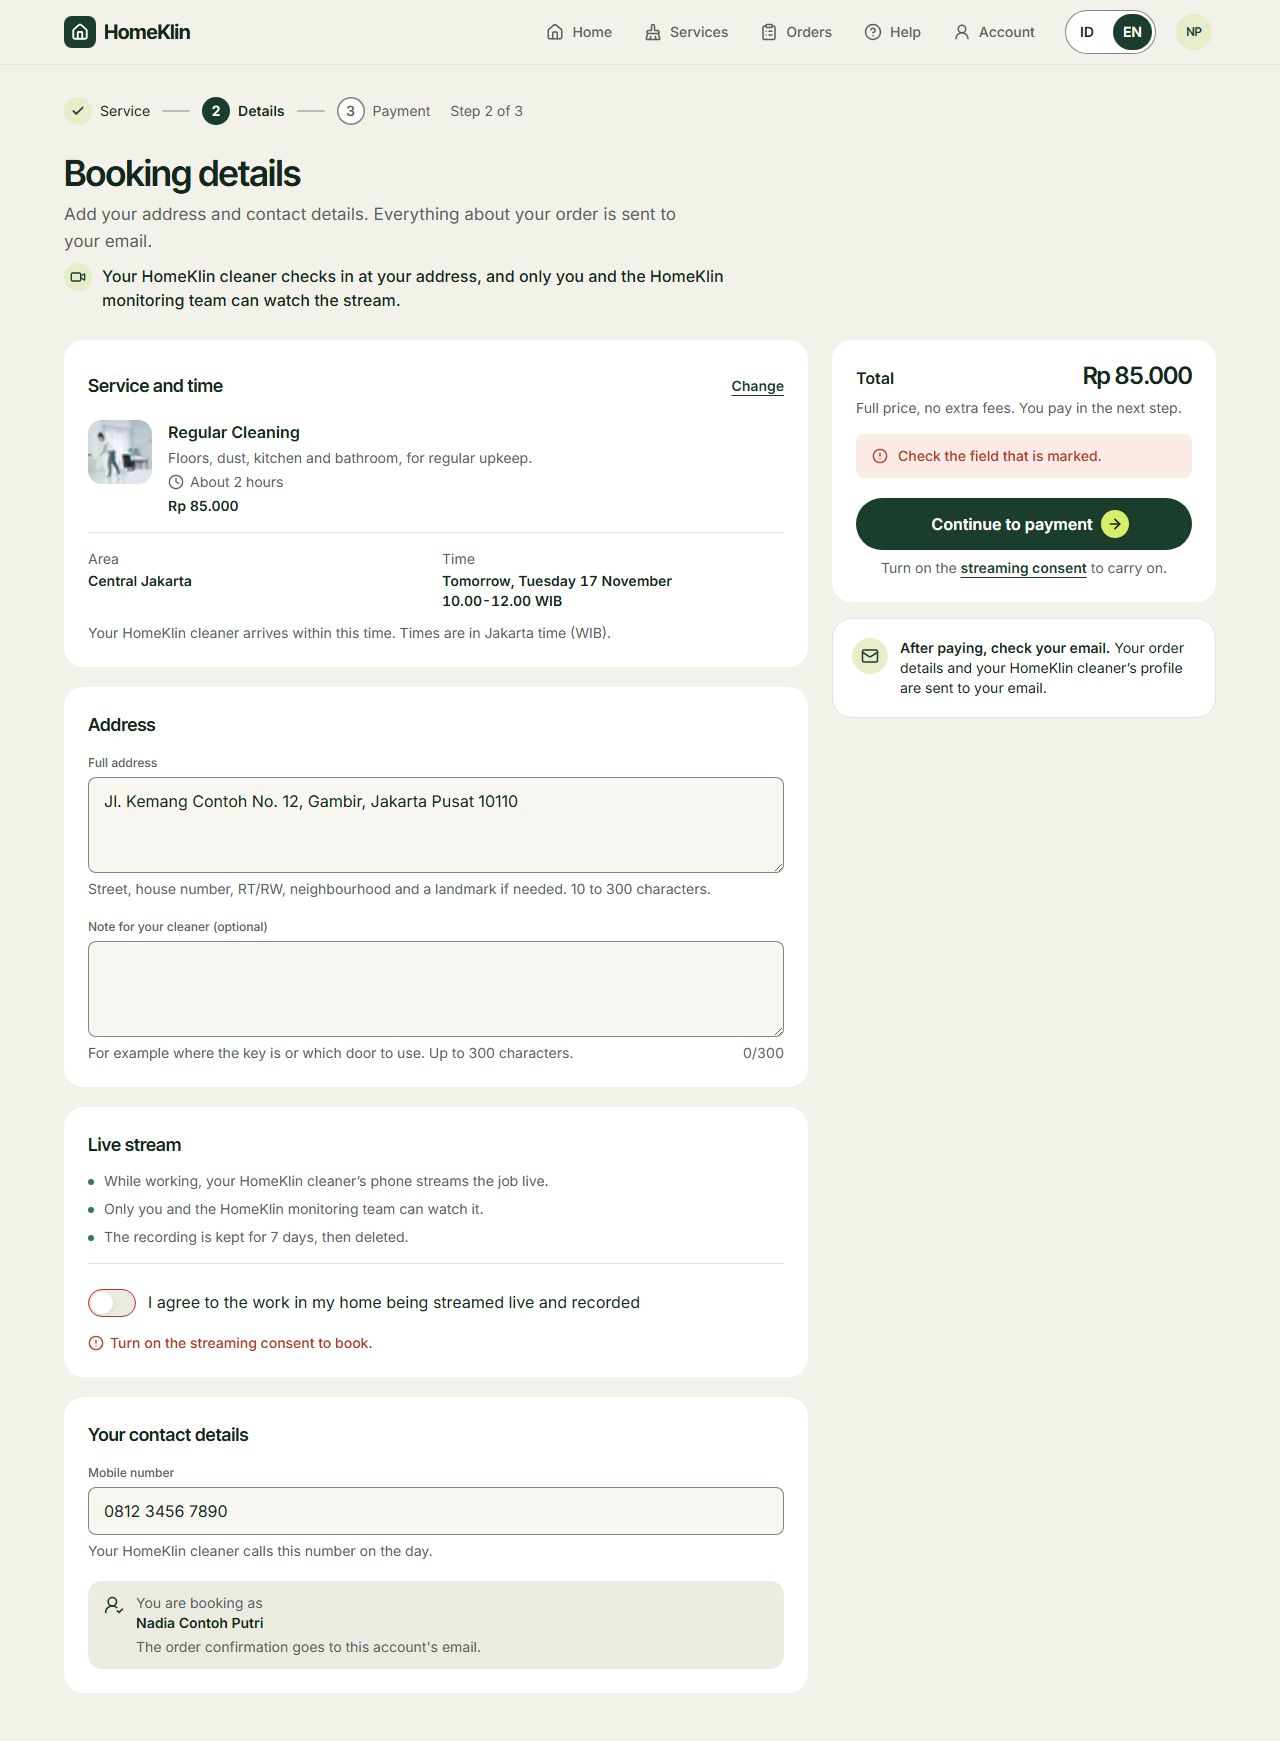 HomeKlin
Home
Services
Orders
Help
Account
ID
EN
NP
Service
2
Details
3
Payment
Step 2 of 3
Booking details
Add your address and contact details. Everything about your order is sent to
your email.
Your HomeKlin cleaner checks in at your address, and only you and the HomeKlin
monitoring team can watch the stream.
Service and time
Change
Regular Cleaning
Floors, dust, kitchen and bathroom, for regular upkeep.
About 2 hours
Rp 85.000
Area
Central Jakarta
Time
Tomorrow, Tuesday 17 November
10.00-12.00 WIB
Your HomeKlin cleaner arrives within this time. Times are in Jakarta time (WIB).
Address
Full address
Jl. Kemang Contoh No. 12, Gambir, Jakarta Pusat 10110
Street, house number, RT/RW, neighbourhood and a landmark if needed. 10 to 300 characters.
Note for your cleaner (optional)
For example where the key is or which door to use. Up to 300 characters.
0/300
Live stream
While working, your HomeKlin cleaner’s phone streams the job live.
Only you and the HomeKlin monitoring team can watch it.
The recording is kept for 7 days, then deleted.
I agree to the work in my home being streamed live and recorded
Turn on the streaming consent to book.
Your contact details
Mobile number
0812 3456 7890
Your HomeKlin cleaner calls this number on the day.
You are booking as
Nadia Contoh Putri
The order confirmation goes to this account's email.
Total
Rp 85.000
Full price, no extra fees. You pay in the next step.
Check the field that is marked.
Continue to payment
Turn on the streaming consent to carry on.
After paying, check your email. Your order
details and your HomeKlin cleaner’s profile
are sent to your email.